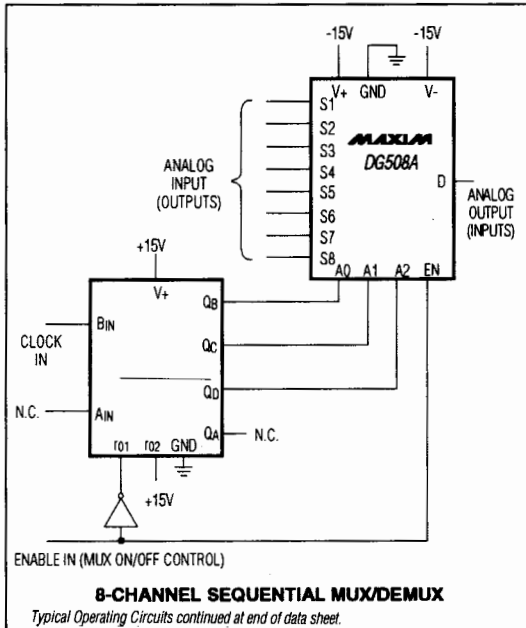 -15V
-15V
V+
GND
V-
S1
S2
S3
S4
S5
S6
S7
S8
MAXIM
DG508A
D
A0
A1
A2
EN
ANALOG
INPUT
(OUTPUTS)
ANALOG
OUTPUT
(INPUTS)
+15V
V+
BIN
AIN
QB
QC
QD
QA
r01
r02
GND
CLOCK
IN
N.C.
N.C.
+15V
ENABLE IN (MUX ON/OFF CONTROL)
8-CHANNEL SEQUENTIAL MUX/DEMUX
Typical Operating Circuits continued at end of data sheet.